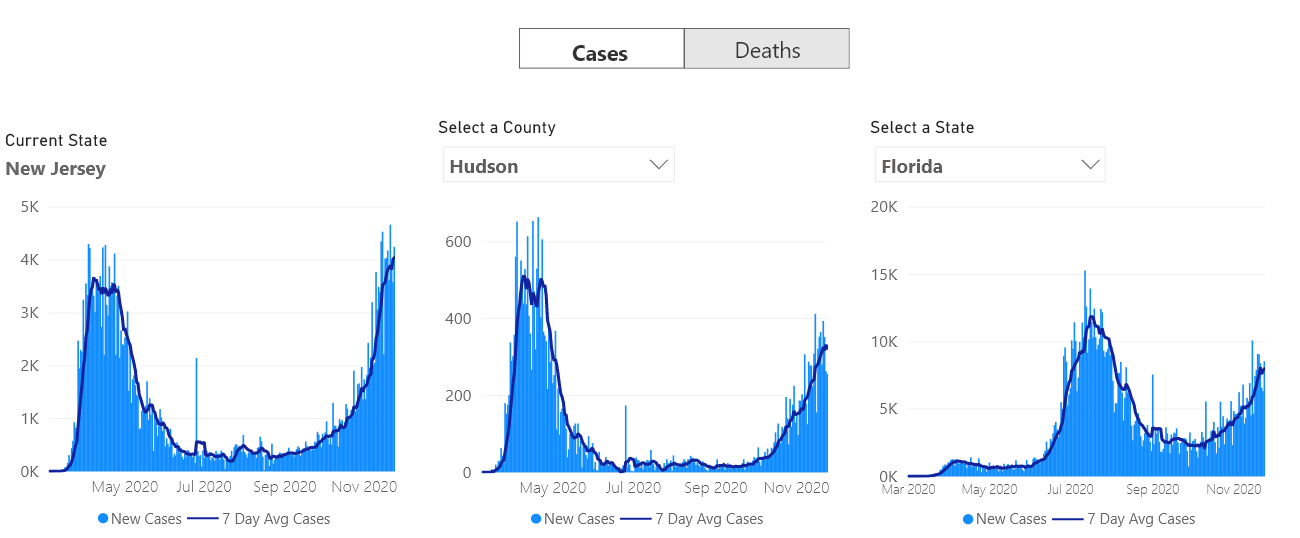 Cases Deaths
Current State
New Jersey
5K
4K
3K
2K
1K
0K
May 2020 Jul 2020 Sep 2020 Nov 2020
New Cases 7 Day Avg Cases
Select a County
Hudson
600
400
200
0
May 2020 Jul 2020 Sep 2020 Nov 2020
New Cases 7 Day Avg Cases
Select a State
Florida
20K
15K
10K
5K
0K
Mar 2020 May 2020 Jul 2020 Sep 2020 Nov 2020
New Cases 7 Day Avg Cases